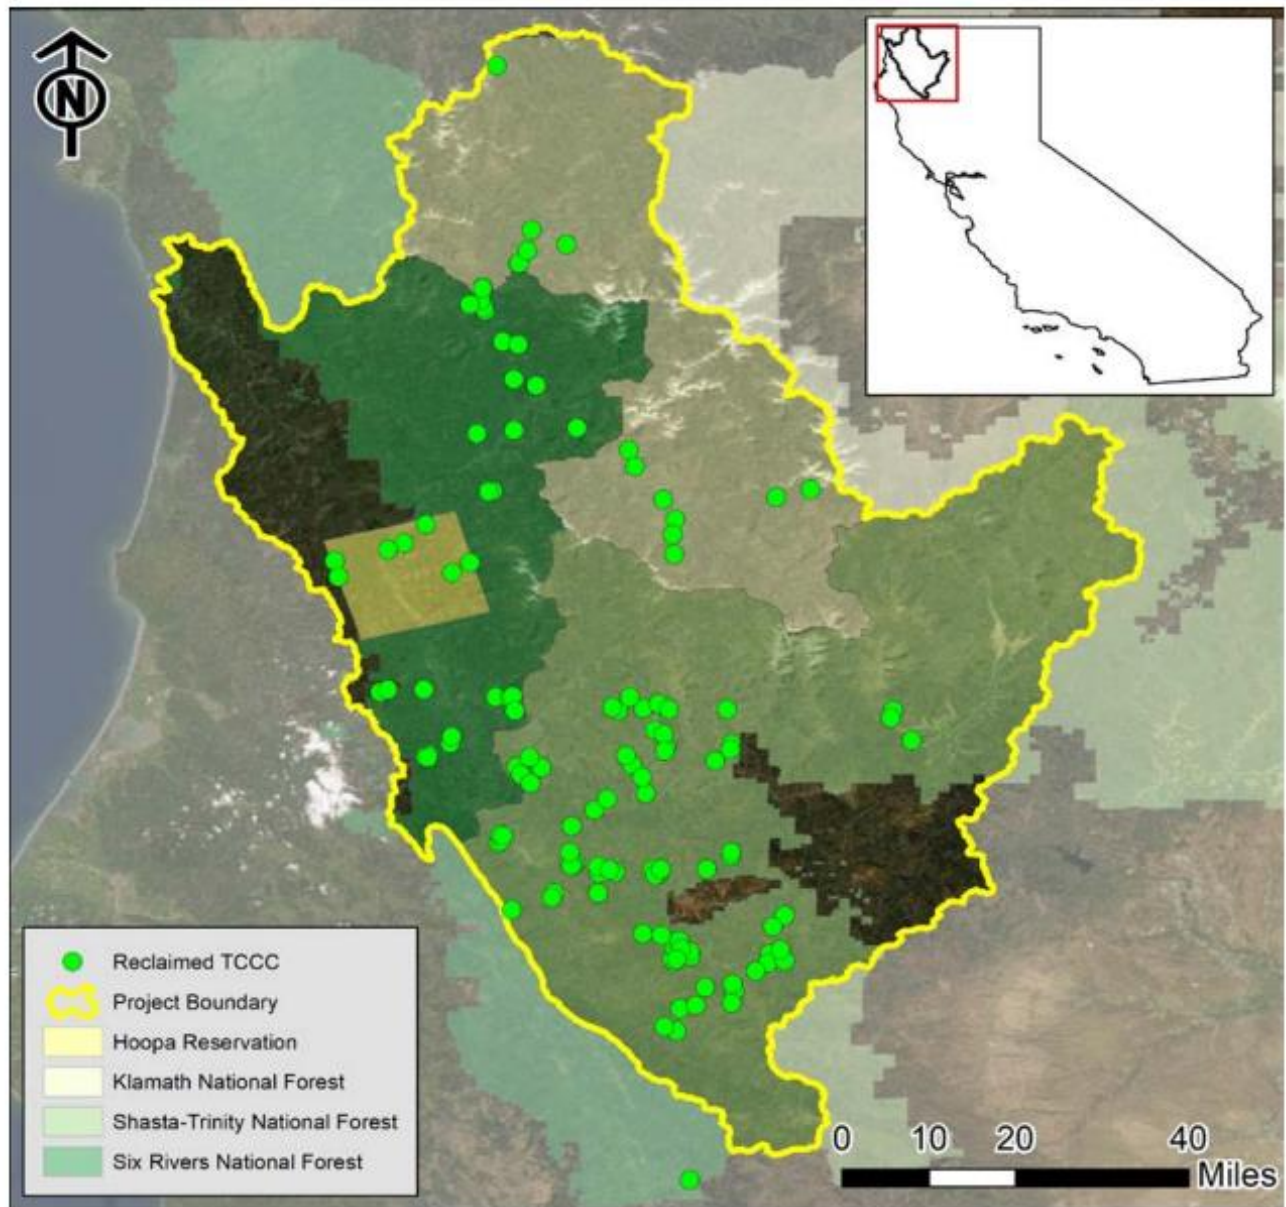 N
Reclaimed TCCC
Project Boundary
Hoopa Reservation
Klamath National Forest
Shasta-Trinity National Forest
Six Rivers National Forest
0 10 20 40
Miles